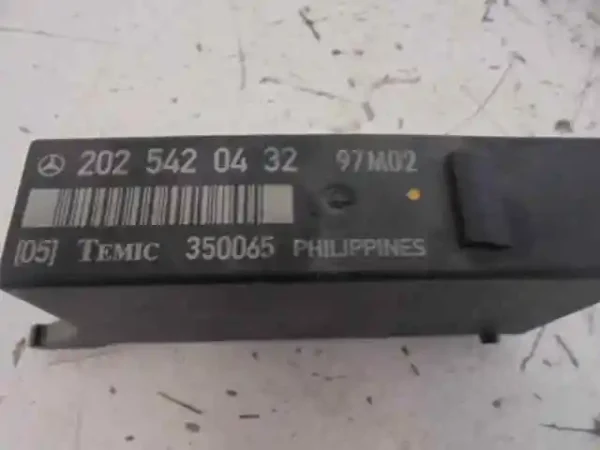 202 542 04 32 97M02
[05] TEMIC 350065 PHILIPPINES